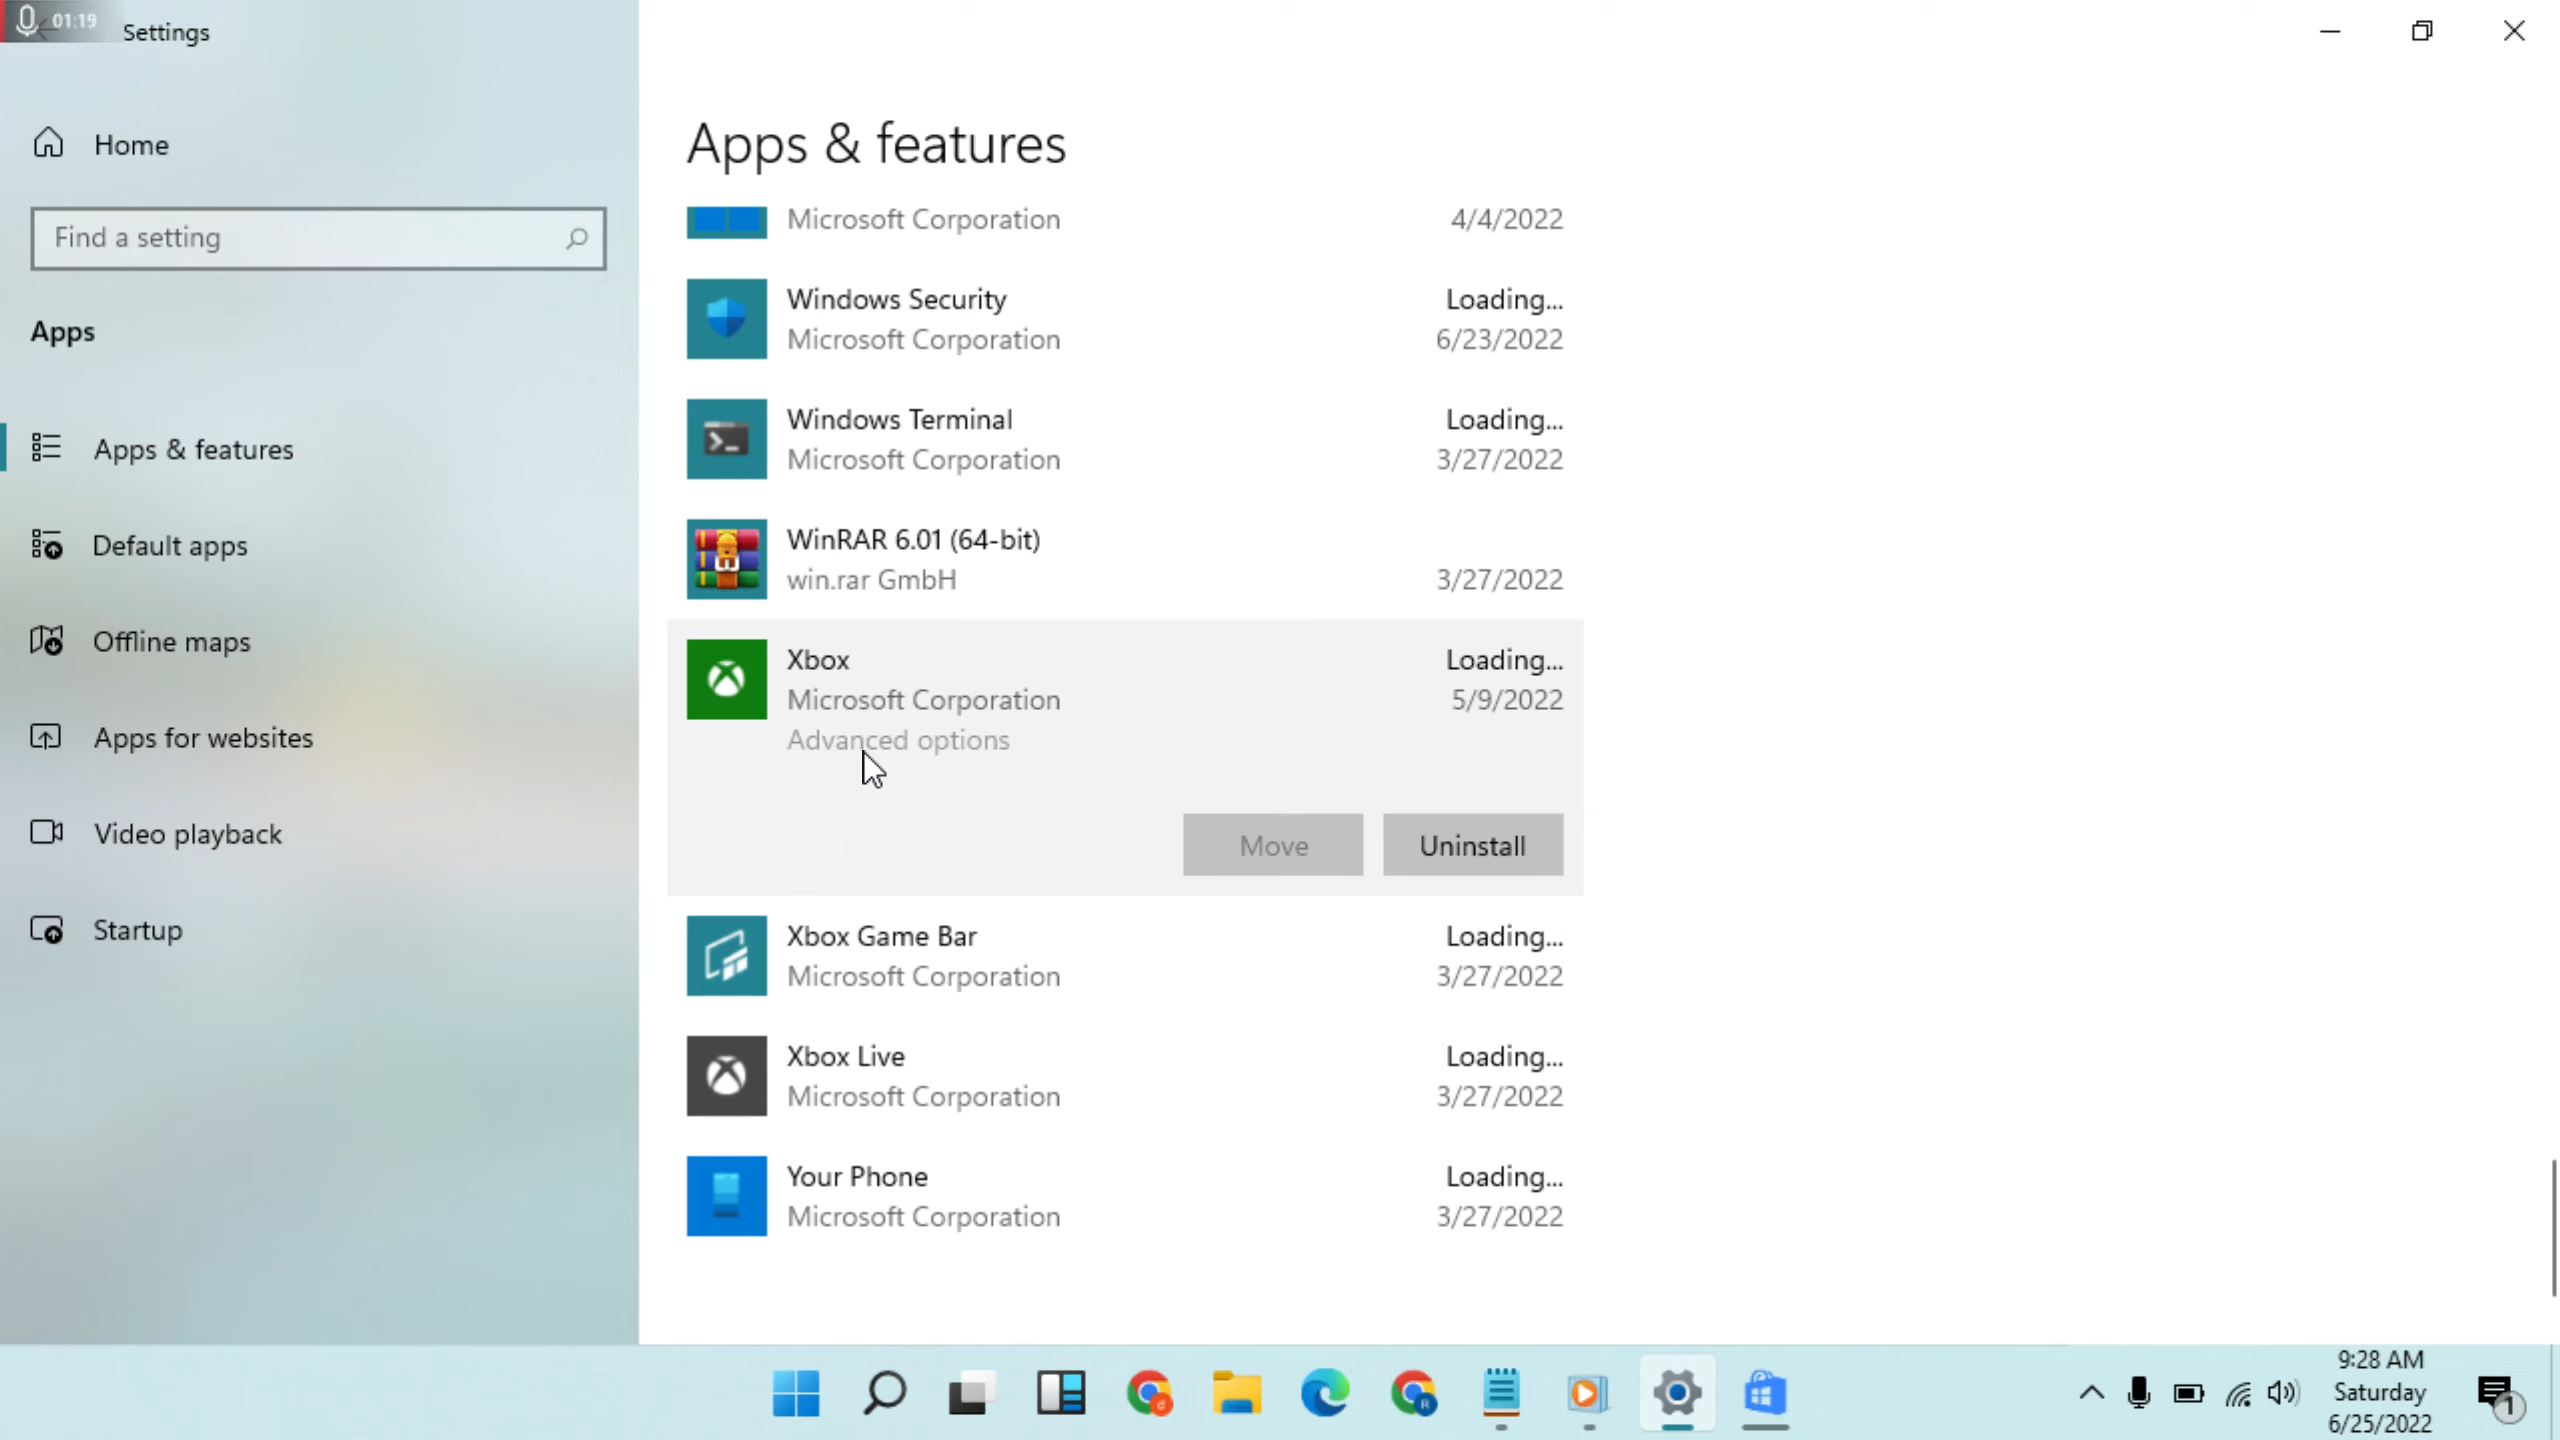 01:19
Settings
Home
Find a setting
Apps
Apps & features
Default apps
Offline maps
Apps for websites
Video playback
Startup
Apps & features
Microsoft Corporation 4/4/2022
Windows Security Loading...
Microsoft Corporation 6/23/2022
Windows Terminal Loading...
Microsoft Corporation 3/27/2022
WinRAR 6.01 (64-bit)
win.rar GmbH 3/27/2022
Xbox Loading...
Microsoft Corporation 5/9/2022
Advanced options
Move Uninstall
Xbox Game Bar Loading...
Microsoft Corporation 3/27/2022
Xbox Live Loading...
Microsoft Corporation 3/27/2022
Your Phone Loading...
Microsoft Corporation 3/27/2022
9:28 AM
Saturday
6/25/2022
1